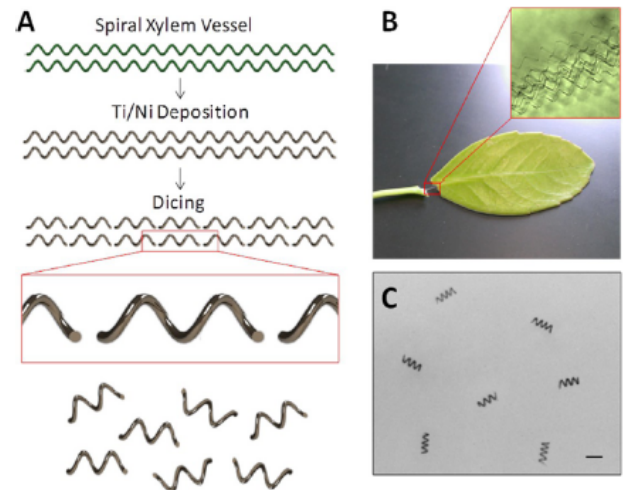 A
Spiral Xylem Vessel
Ti/Ni Deposition
Dicing
B
C